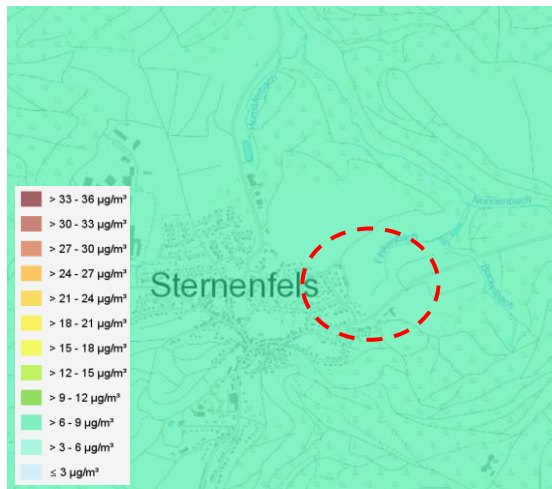 Humsterbach
Nonnenbach
Sternenfels
> 33 - 36 µg/m³
> 30 - 33 µg/m³
> 27 - 30 µg/m³
> 24 - 27 µg/m³
> 21 - 24 µg/m³
> 18 - 21 µg/m³
> 15 - 18 µg/m³
> 12 - 15 µg/m³
> 9 - 12 µg/m³
> 6 - 9 µg/m³
> 3 - 6 µg/m³
≤ 3 µg/m³